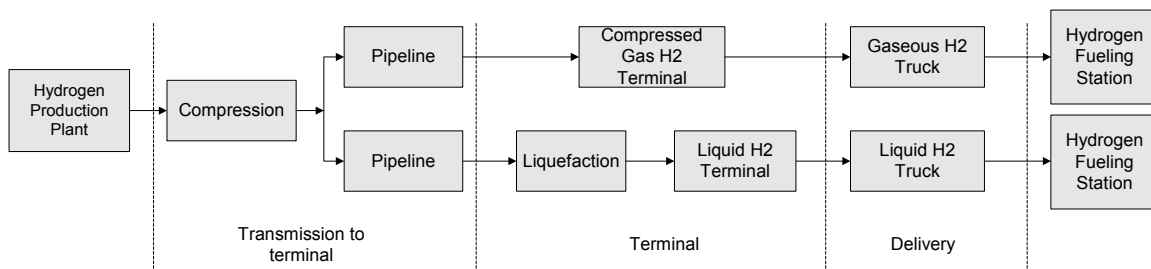 Hydrogen
Production
Plant
Compression
Pipeline
Compressed
Gas H2
Terminal
Gaseous H2
Truck
Hydrogen
Fueling
Station
Pipeline
Liquefaction
Liquid H2
Terminal
Liquid H2
Truck
Hydrogen
Fueling
Station
Transmission to
terminal
Terminal
Delivery